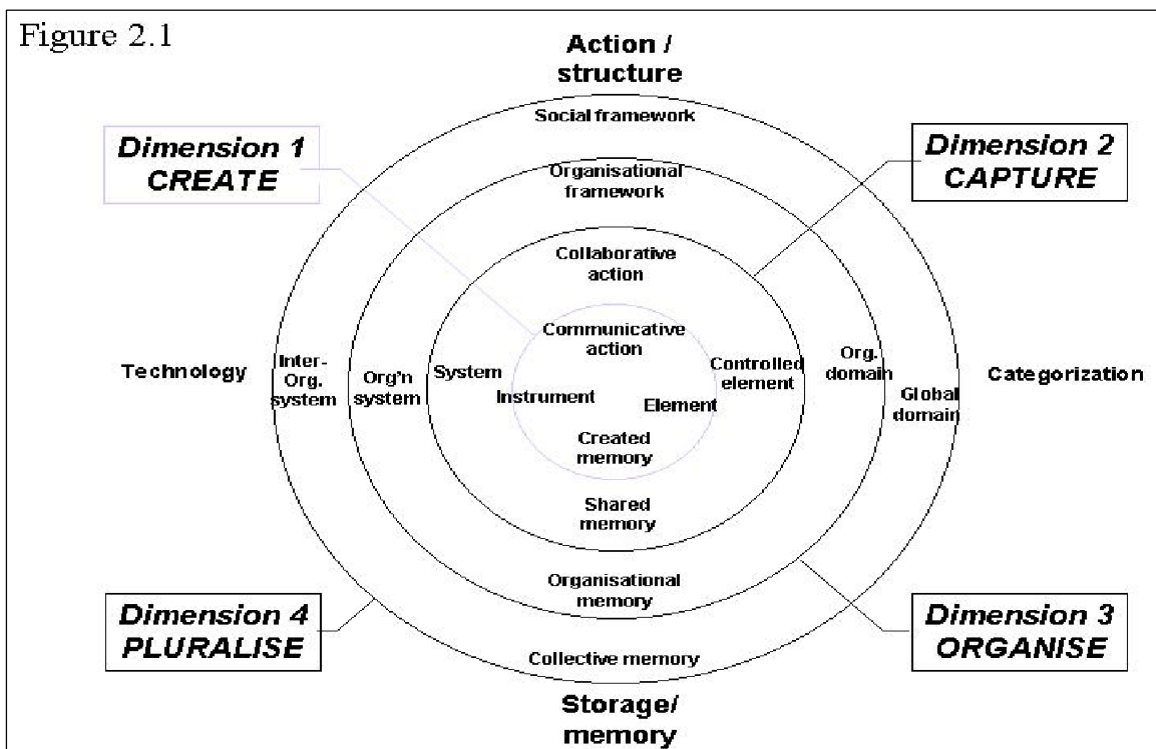 Figure 2.1
Action /
structure
Social framework
Dimension 1
CREATE
Dimension 2
CAPTURE
Organisational
framework
Collaborative
action
Communicative
action
Technology
Inter-
Org.
system
Org'n
system
System
Instrument
Element
Controlled
element
Org.
domain
Global
domain
Categorization
Created
memory
Shared
memory
Organisational
memory
Dimension 4
PLURALISE
Dimension 3
ORGANISE
Collective memory
Storage/
memory